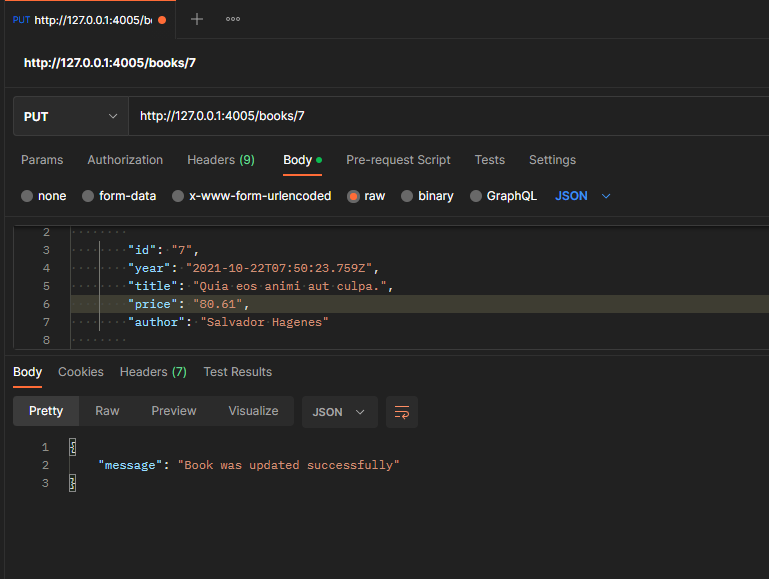 PUT http://127.0.0.1:4005/b
http://127.0.0.1:4005/books/7
PUT http://127.0.0.1:4005/books/7
Params Authorization Headers (9) Body Pre-request Script Tests Settings
none form-data x-www-form-urlencoded raw binary GraphQL JSON
2
3 "id": "7",
4 "year": "2021-10-22T07:50:23.759Z",
5 "title": "Quia eos animi aut culpa.",
6 "price": "80.61",
7 "author": "Salvador Hagenes"
8
Body Cookies Headers (7) Test Results
Pretty Raw Preview Visualize JSON
1 {
2 "message": "Book was updated successfully"
3 }